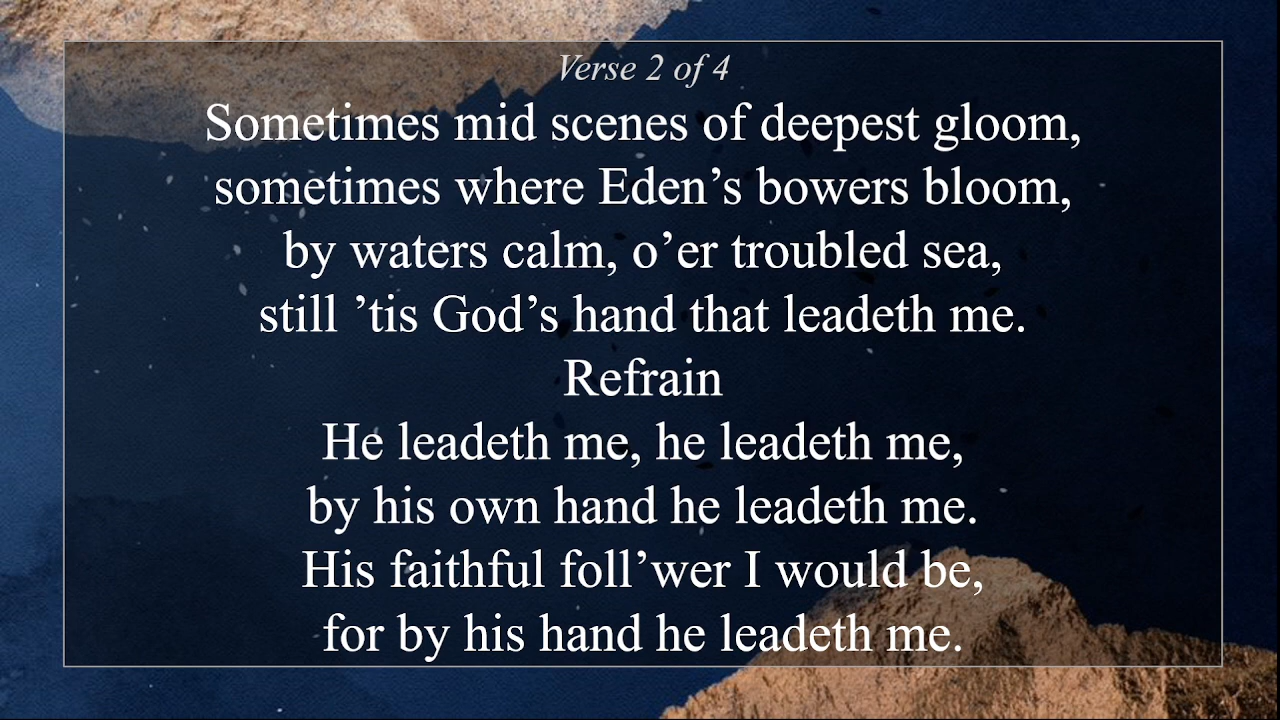 Verse 2 of 4
Sometimes mid scenes of deepest gloom,
sometimes where Eden’s bowers bloom,
by waters calm, o’er troubled sea,
still ’tis God’s hand that leadeth me.
Refrain
He leadeth me, he leadeth me,
by his own hand he leadeth me.
His faithful foll’wer I would be,
for by his hand he leadeth me.